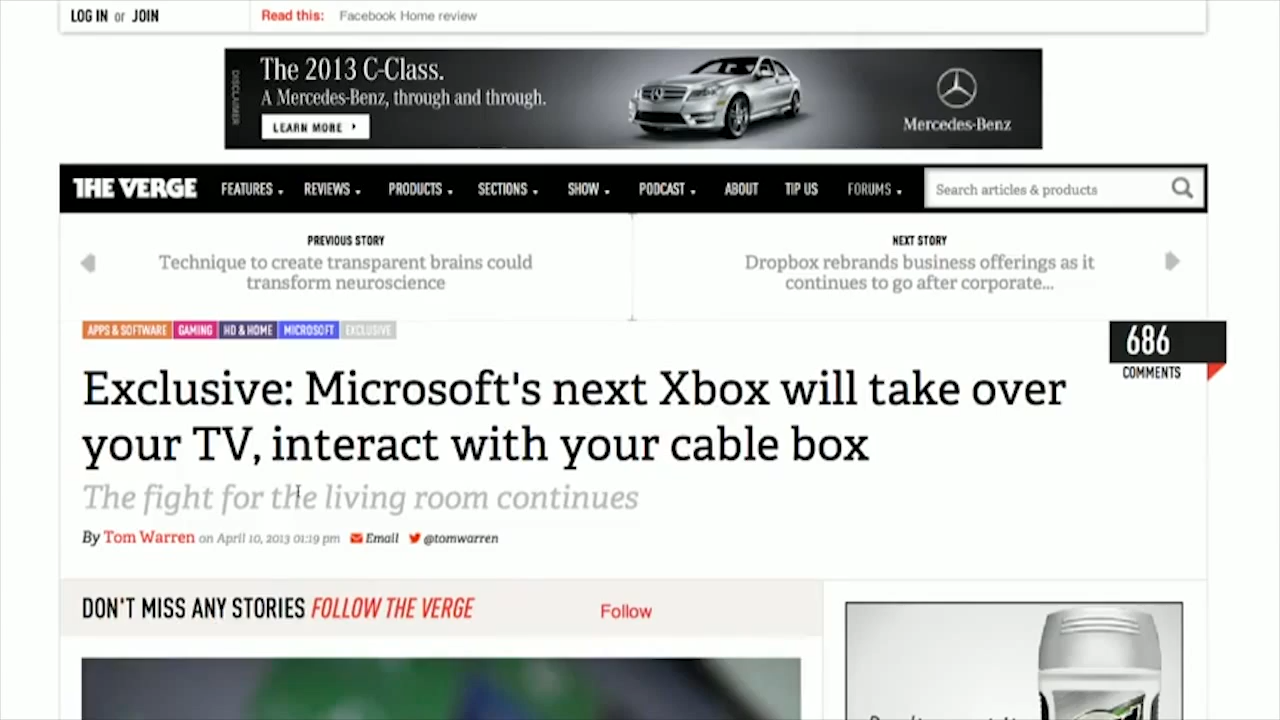 LOG IN or JOIN
Read this: Facebook Home review
DISCLAIMER
The 2013 C-Class.
A Mercedes-Benz, through and through.
LEARN MORE
Mercedes-Benz
THE VERGE FEATURES REVIEWS PRODUCTS SECTIONS SHOW PODCAST ABOUT TIP US FORUMS Search articles & products
PREVIOUS STORY
Technique to create transparent brains could
transform neuroscience
NEXT STORY
Dropbox rebrands business offerings as it
continues to go after corporate...
APPS & SOFTWARE GAMING HD & HOME MICROSOFT EXCLUSIVE
686
COMMENTS
Exclusive: Microsoft's next Xbox will take over
your TV, interact with your cable box
The fight for the living room continues
By Tom Warren on April 10, 2013 01:19 pm Email @tomwarren
DON'T MISS ANY STORIES FOLLOW THE VERGE Follow